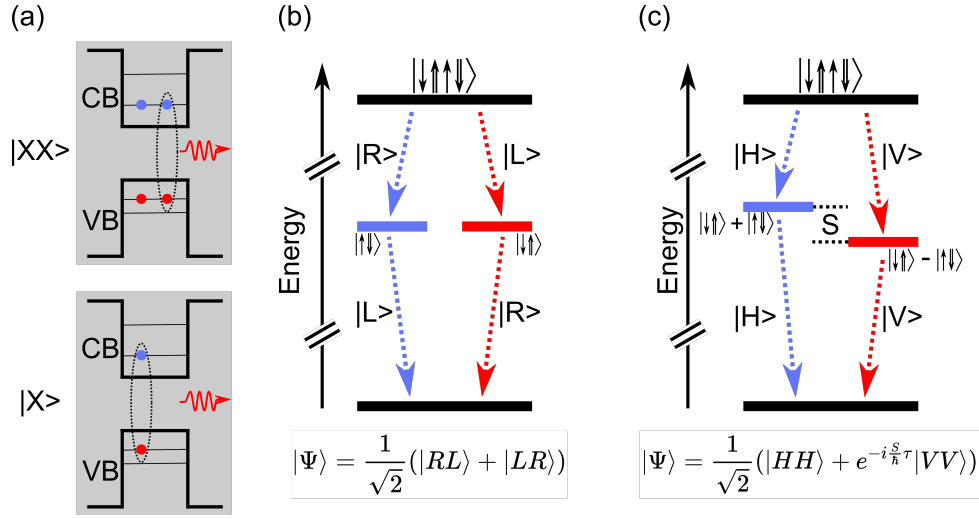 (a)
CB
|XX>
VB
CB
|X>
VB
(b)
Energy
|↓⇑↑⇓⟩
|R>
|L>
|↑⇓⟩
|↓⇑⟩
|L>
|R>
|Ψ⟩ = 1/√2 (|RL⟩ + |LR⟩)
(c)
Energy
|↓⇑↑⇓⟩
|H>
|V>
|↓⇑⟩ + |↑⇓⟩
S
|↓⇑⟩ - |↑⇓⟩
|H>
|V>
|Ψ⟩ = 1/√2 (|HH⟩ + e^{-i S/ħ τ}|VV⟩)